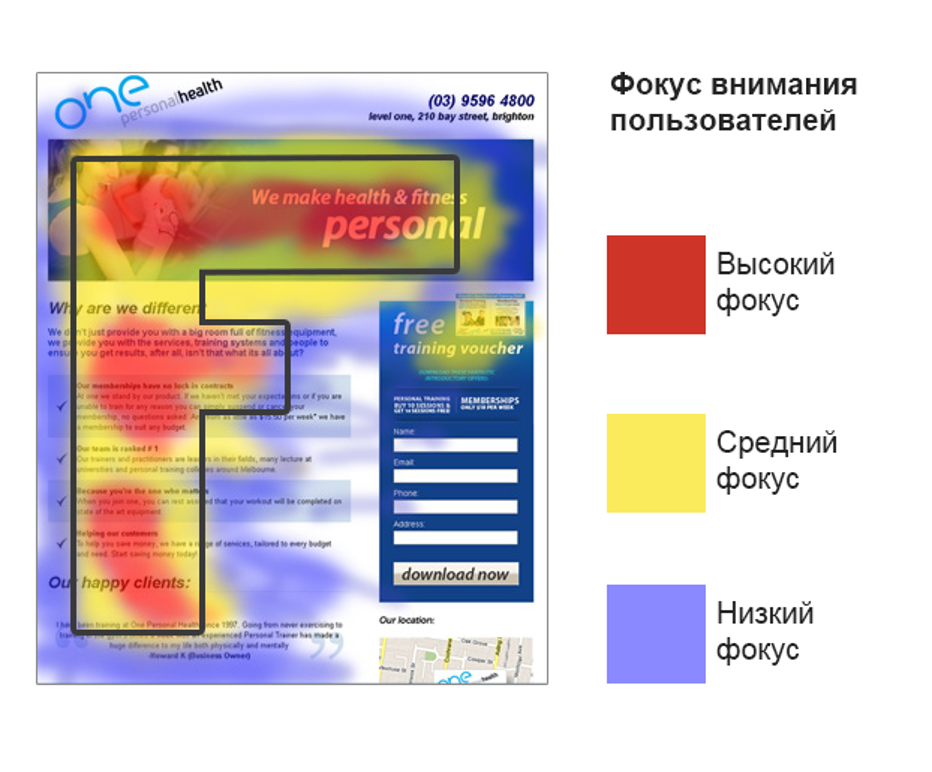 one
personalhealth
(03) 9596 4800
level one, 210 bay street, brighton
We make health & fitness
personal
Why are we different
We don't just provide you with a big room full of fitness equipment,
we provide you with the services, training systems and people to
ensure you get results, after all, isn't that what its all about?
Our memberships have no lock in contracts
At one we stand by our product. If we haven't met your expectations or if you are
unable to train for any reason you can simply suspend or cancel your
membership, no questions asked. as low as $15.50 per week* we have
a membership to suit any budget.
Our team is ranked # 1
Our trainers and practitioners are leaders in their fields, many lecture at
universities and personal training colleges around Melbourne.
Because you're the one who matters
When you join one, you can rest assured that your workout will be completed on
state of the art equipment
Helping our customers
To help you save money, we have a range of services, tailored to every budget
and need. Start saving money today!
Our happy clients:
I have been training at One Personal Health since 1997. Going from never exercising to
training experienced Personal Trainer has made a
huge difference to my life both physically and mentally
-Howard K (Business Owner)
free
training voucher
DOWNLOAD THIS FANTASTIC
INTRODUCTORY OFFER:
PERSONAL TRAINING
BUY 10 SESSIONS &
GET 14 SESSIONS FREE
MEMBERSHIPS
ONLY $19 PER WEEK
Name:
Email:
Phone:
Address:
download now
Our location:
one
health
Фокус внимания
пользователей
Высокий
фокус
Средний
фокус
Низкий
фокус